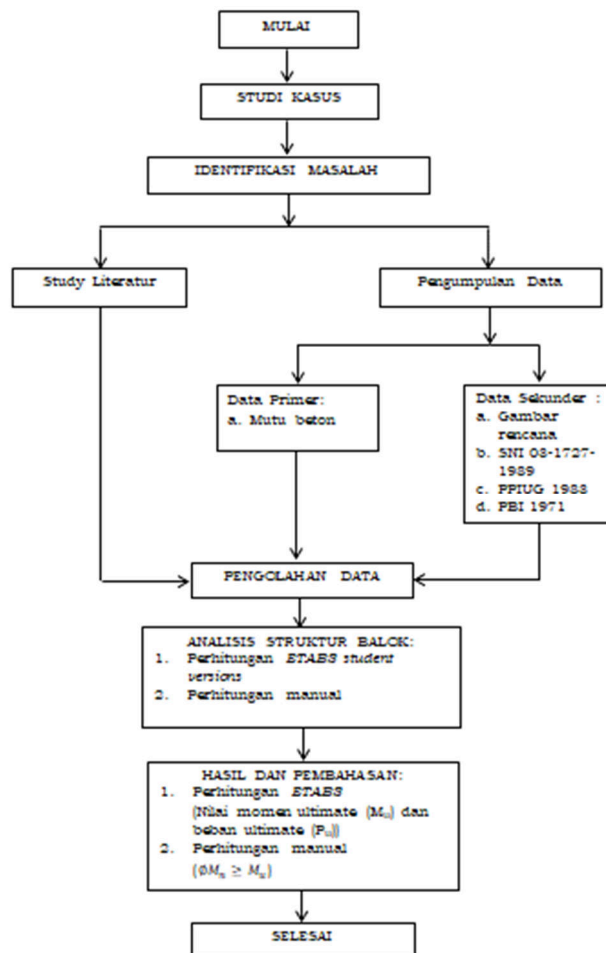 MULAI
STUDI KASUS
IDENTIFIKASI MASALAH
Study Literatur
Pengumpulan Data
Data Primer:
a. Mutu beton
Data Sekunder :
a. Gambar
rencana
b. SNI 03-1727-
1989
c. PPIUG 1983
d. PBI 1971
PENGOLAHAN DATA
ANALISIS STRUKTUR BALOK:
1. Perhitungan ETABS student
versions
2. Perhitungan manual
HASIL DAN PEMBAHASAN:
1. Perhitungan ETABS
(Nilai momen ultimate (Mu) dan
beban ultimate (Pu))
2. Perhitungan manual
(∅Mn ≥ Mu)
SELESAI